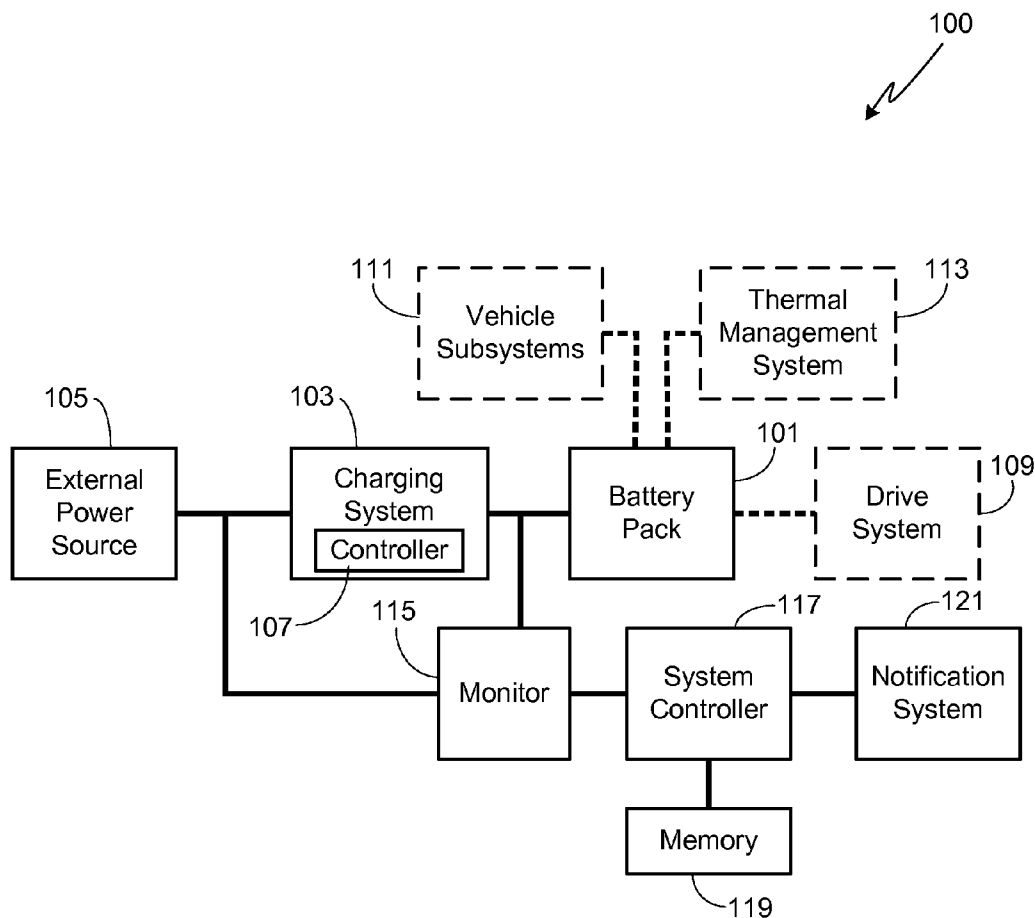 100
111
Vehicle
Subsystems
Thermal
Management
System
113
105
External
Power
Source
103
Charging
System
Controller
107
101
Battery
Pack
109
Drive
System
115
Monitor
117
System
Controller
121
Notification
System
Memory
119